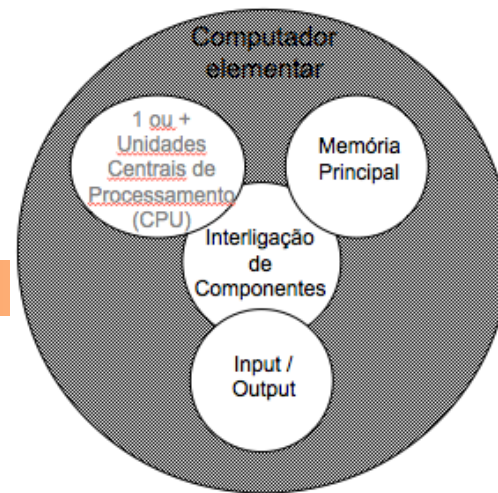 Computador
elementar
1 ou +
Unidades
Centrais de
Processamento
(CPU)
Memória
Principal
Interligação
de
Componentes
Input /
Output